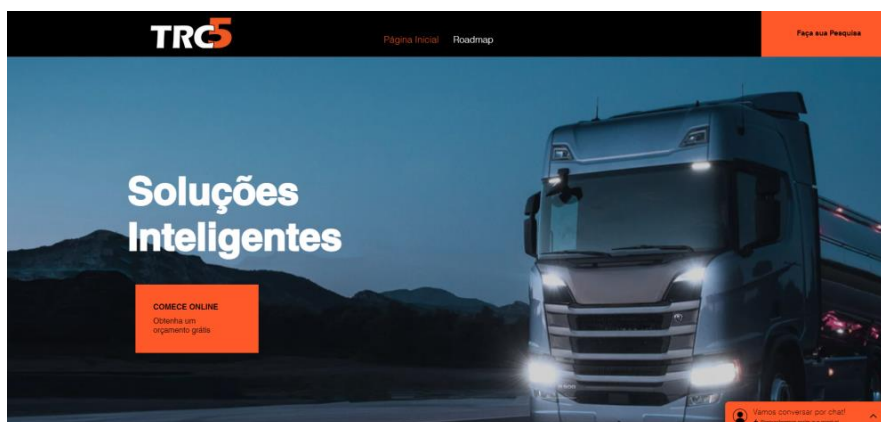 TRC5
Página Inicial Roadmap
Faça sua Pesquisa
Soluções
Inteligentes
COMECE ONLINE
Obtenha um
orçamento grátis
Vamos conversar por chat!